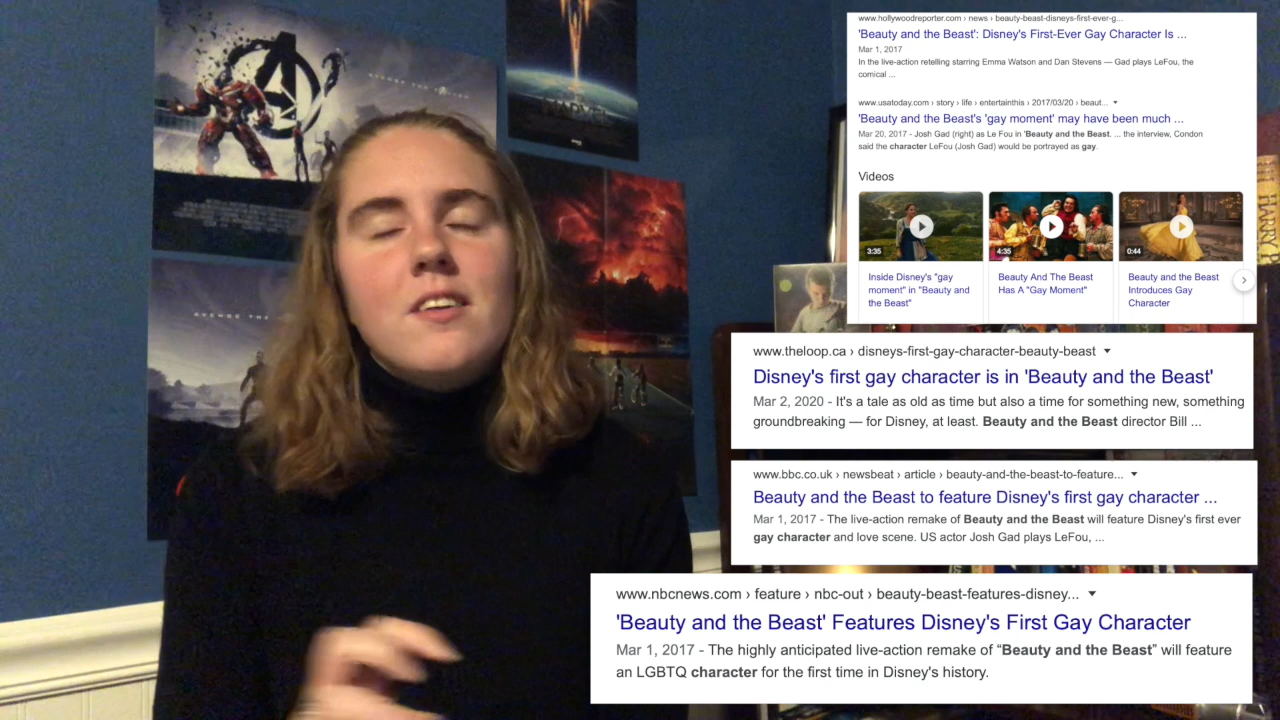 www.hollywoodreporter.com › news › beauty-beast-disneys-first-ever-g...
'Beauty and the Beast': Disney's First-Ever Gay Character Is ...
Mar 1, 2017
In the live-action retelling starring Emma Watson and Dan Stevens — Gad plays LeFou, the
comical ...
www.usatoday.com › story › life › entertainthis › 2017/03/20 › beaut...
'Beauty and the Beast's 'gay moment' may have been much ...
Mar 20, 2017 - Josh Gad (right) as Le Fou in 'Beauty and the Beast. ... the interview, Condon
said the character LeFou (Josh Gad) would be portrayed as gay.
Videos
3:35
4:35
0:44
Inside Disney's "gay
moment" in "Beauty and
the Beast"
Beauty And The Beast
Has A "Gay Moment"
Beauty and the Beast
Introduces Gay
Character
www.theloop.ca › disneys-first-gay-character-beauty-beast
Disney's first gay character is in 'Beauty and the Beast'
Mar 2, 2020 - It's a tale as old as time but also a time for something new, something
groundbreaking — for Disney, at least. Beauty and the Beast director Bill ...
www.bbc.co.uk › newsbeat › article › beauty-and-the-beast-to-feature...
Beauty and the Beast to feature Disney's first gay character ...
Mar 1, 2017 - The live-action remake of Beauty and the Beast will feature Disney's first ever
gay character and love scene. US actor Josh Gad plays LeFou, ...
www.nbcnews.com › feature › nbc-out › beauty-beast-features-disney...
'Beauty and the Beast' Features Disney's First Gay Character
Mar 1, 2017 - The highly anticipated live-action remake of “Beauty and the Beast” will feature
an LGBTQ character for the first time in Disney's history.
HARRY